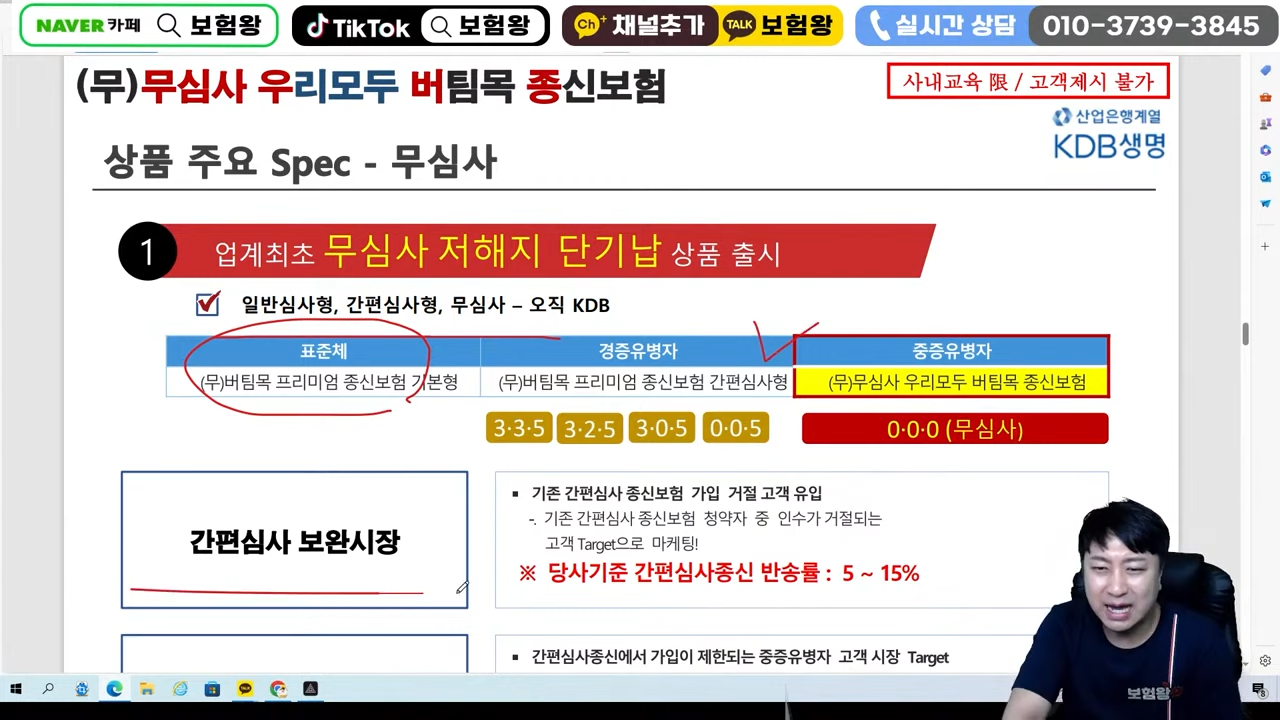 NAVER 카페 보험왕 TikTok 보험왕 Ch+ 채널추가 TALK 보험왕 실시간 상담 010-3739-3845
(무)무심사 우리모두 버팀목 종신보험
사내교육 限 / 고객제시 불가
산업은행계열
KDB생명
상품 주요 Spec - 무심사
1 업계최초 무심사 저해지 단기납 상품 출시
일반심사형, 간편심사형, 무심사 – 오직 KDB
표준체 경증유병자 중증유병자
(무)버팀목 프리미엄 종신보험 기본형 (무)버팀목 프리미엄 종신보험 간편심사형 (무)무심사 우리모두 버팀목 종신보험
3·3·5 3·2·5 3·0·5 0·0·5 0·0·0 (무심사)
간편심사 보완시장
▪ 기존 간편심사 종신보험 가입 거절 고객 유입
-. 기존 간편심사 종신보험 청약자 중 인수가 거절되는
고객 Target으로 마케팅!
※ 당사기준 간편심사종신 반송률 : 5 ~ 15%
▪ 간편심사종신에서 가입이 제한되는 중증유병자 고객 시장 Target
보험왕
8